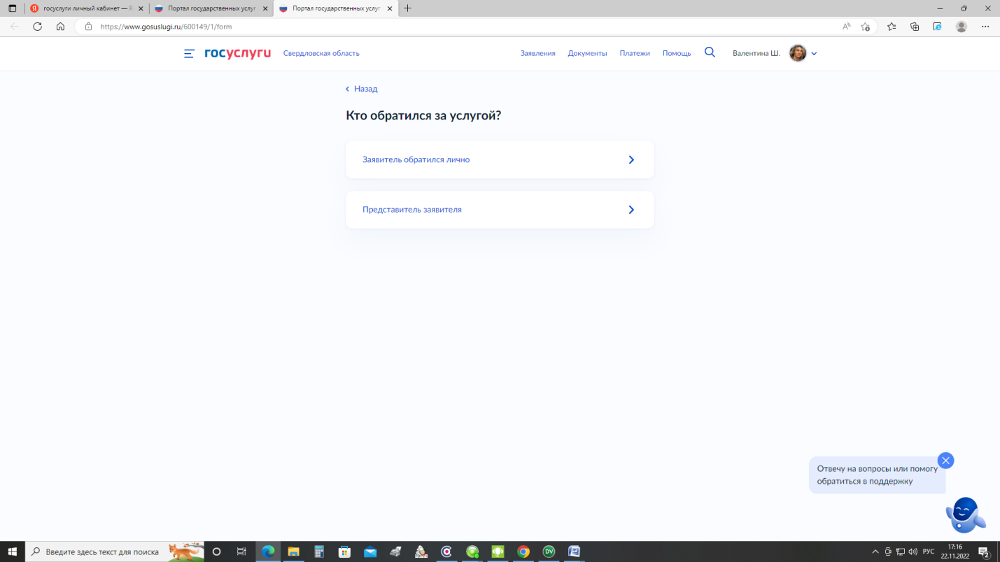 госуслуги личный кабинет — Я
Портал государственных услуг
Портал государственных услуг
https://www.gosuslugi.ru/600149/1/form
госуслуги
Свердловская область
Заявления
Документы
Платежи
Помощь
Валентина Ш.
Назад
Кто обратился за услугой?
Заявитель обратился лично
Представитель заявителя
Отвечу на вопросы или помогу
обратиться в поддержку
Введите здесь текст для поиска
DV
РУС
17:16
22.11.2022
2